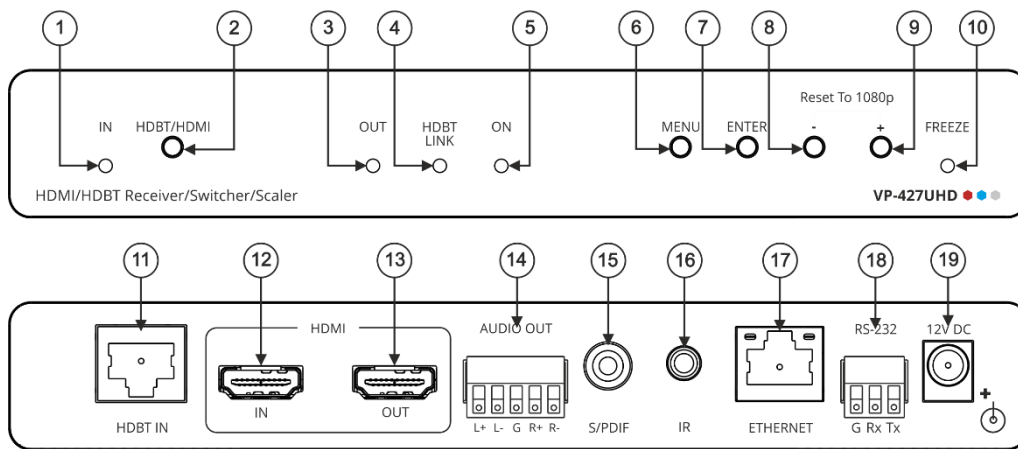 1 2 3 4 5 6 7 8 9 10
Reset To 1080p
IN HDBT/HDMI OUT HDBT LINK ON MENU ENTER - + FREEZE
HDMI/HDBT Receiver/Switcher/Scaler VP-427UHD
11 12 13 14 15 16 17 18 19
HDMI AUDIO OUT RS-232 12V DC
+
IN OUT
L+ L- G R+ R- G Rx Tx
HDBT IN S/PDIF IR ETHERNET